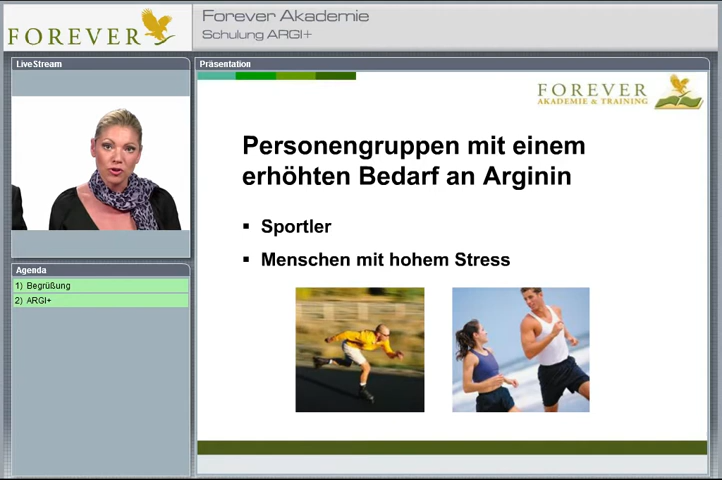 FOREVER
Forever Akademie
Schulung ARGI+
LiveStream
Präsentation
FOREVER
AKADEMIE & TRAINING
Personengruppen mit einem
erhöhten Bedarf an Arginin
▪ Sportler
▪ Menschen mit hohem Stress
Agenda
1) Begrüßung
2) ARGI+